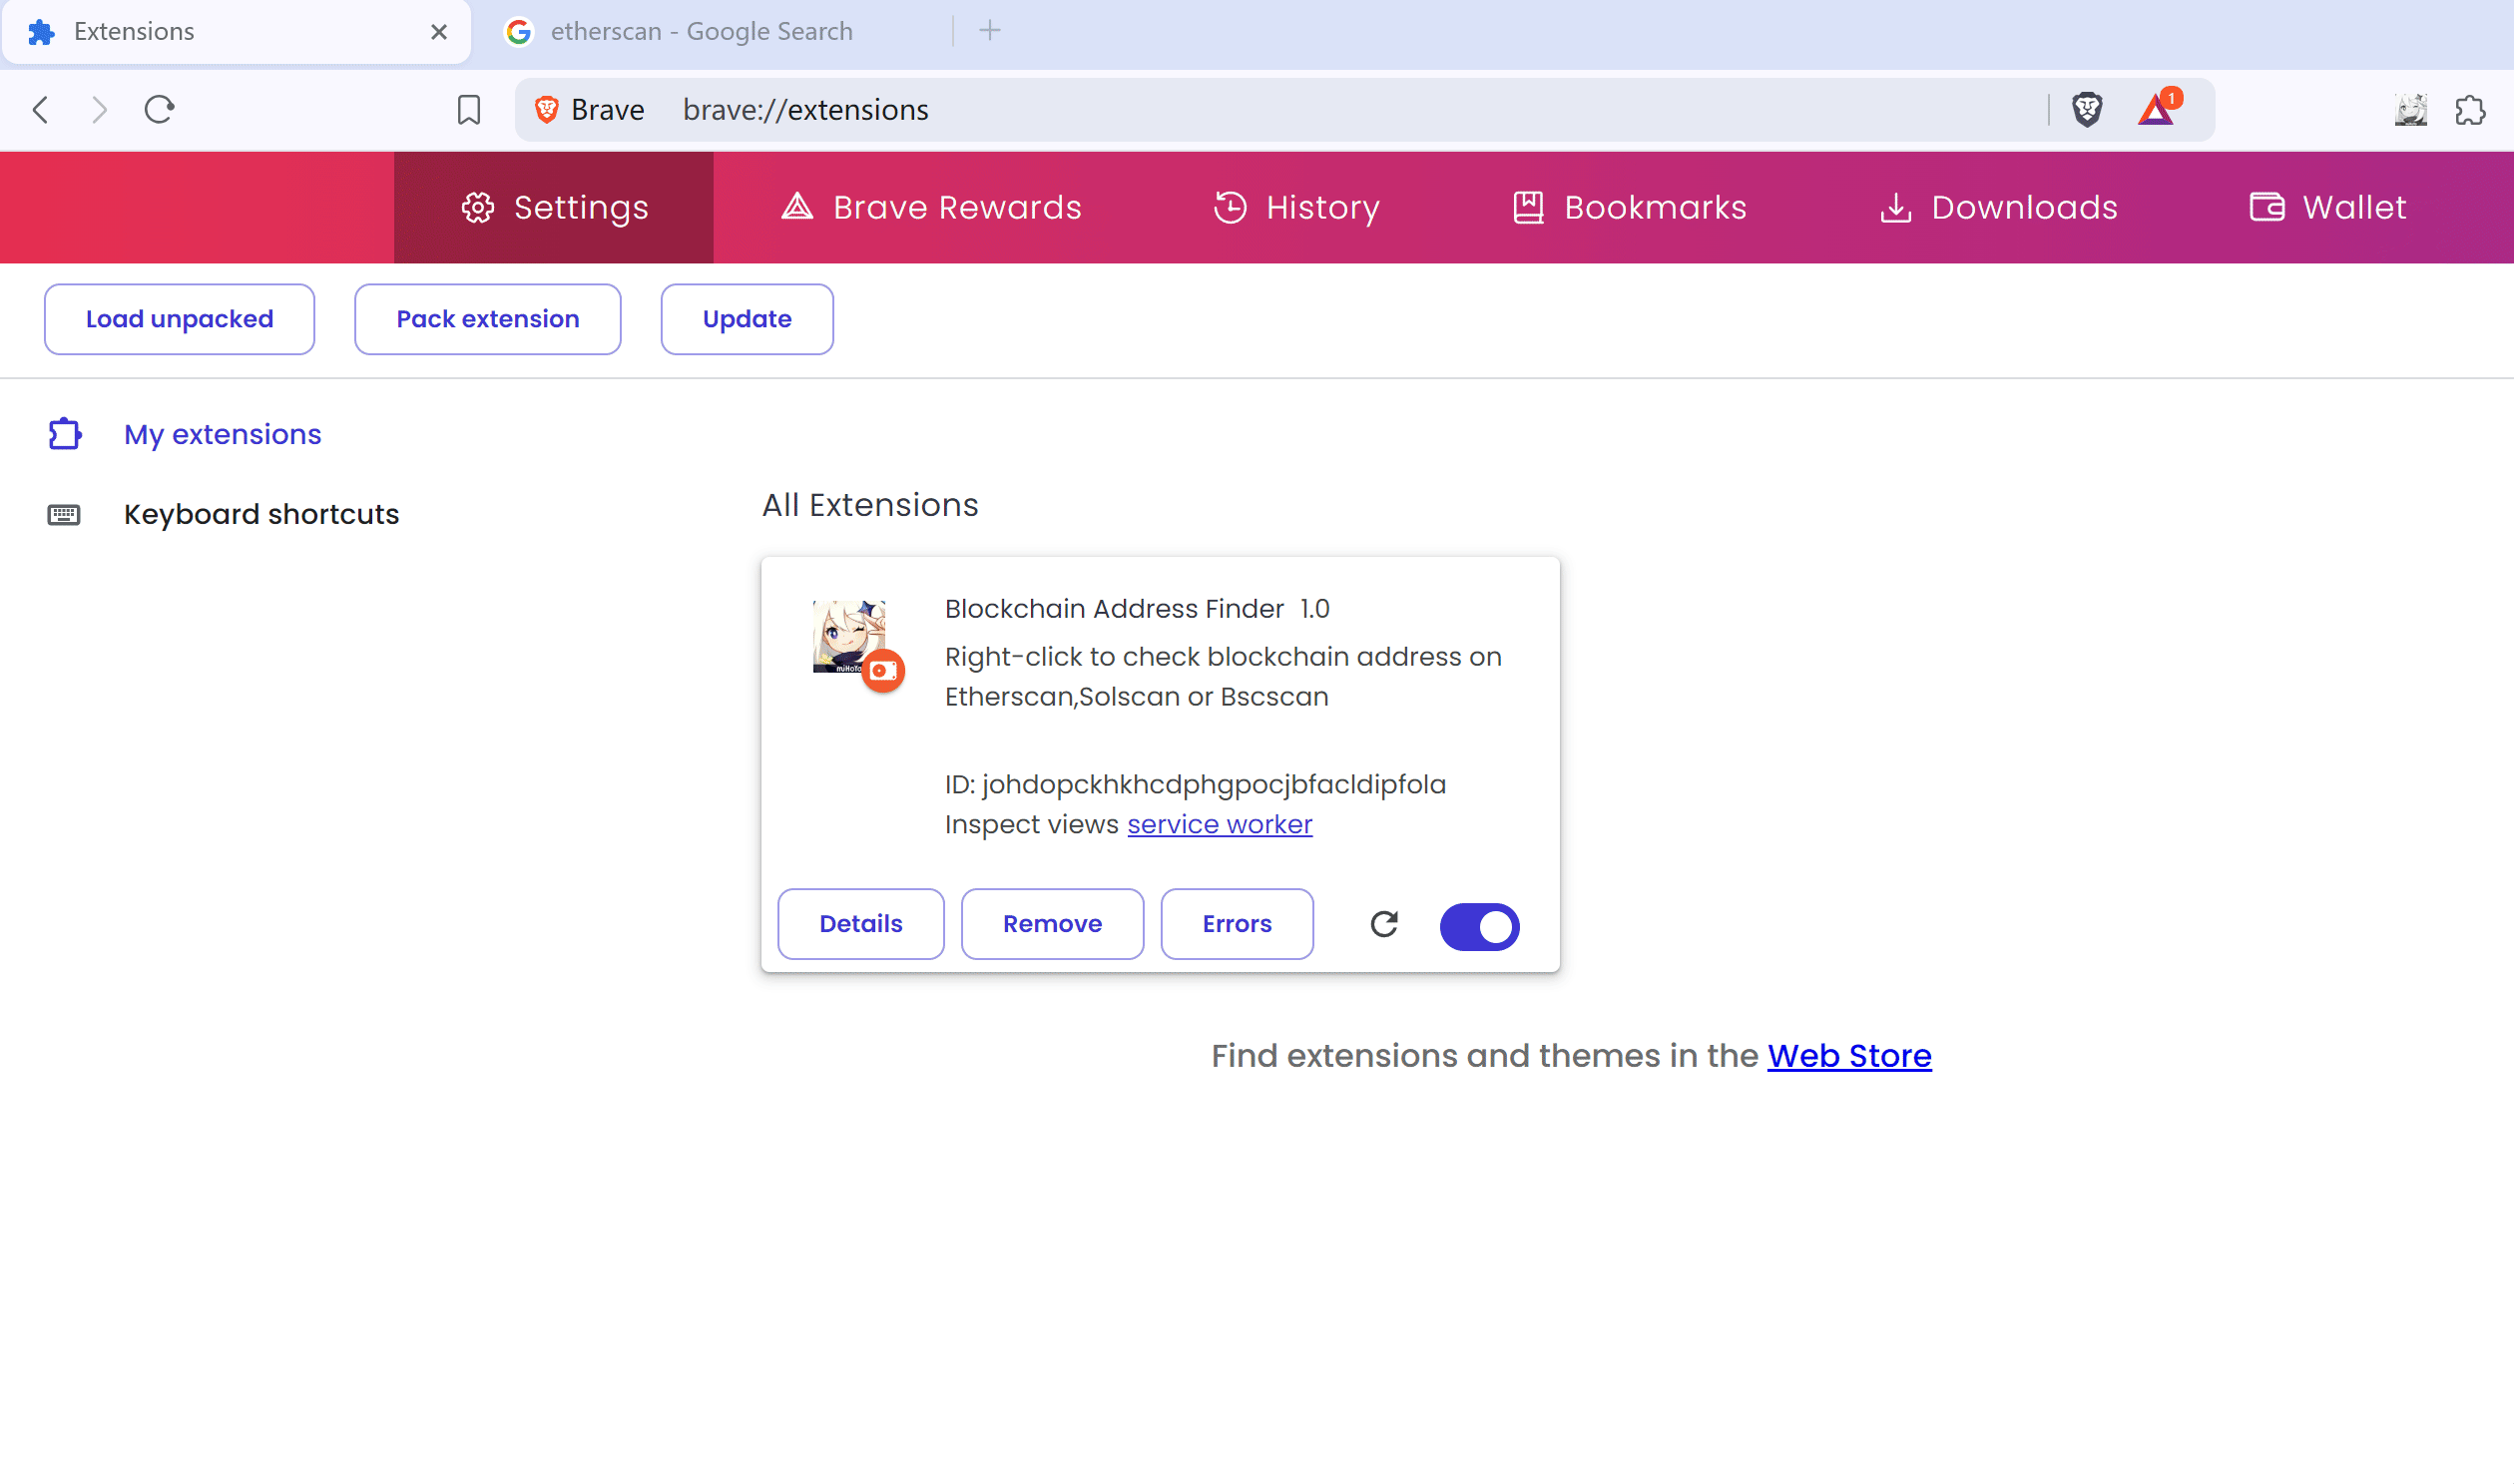 Extensions
etherscan - Google Search
Brave
brave://extensions
1
Settings
Brave Rewards
History
Bookmarks
Downloads
Wallet
Load unpacked
Pack extension
Update
My extensions
Keyboard shortcuts
All Extensions
Blockchain Address Finder 1.0
Right-click to check blockchain address on
Etherscan,Solscan or Bscscan
ID: johdopckhkhcdphgpocjbfacldipfola
Inspect views service worker
Details
Remove
Errors
Find extensions and themes in the Web Store